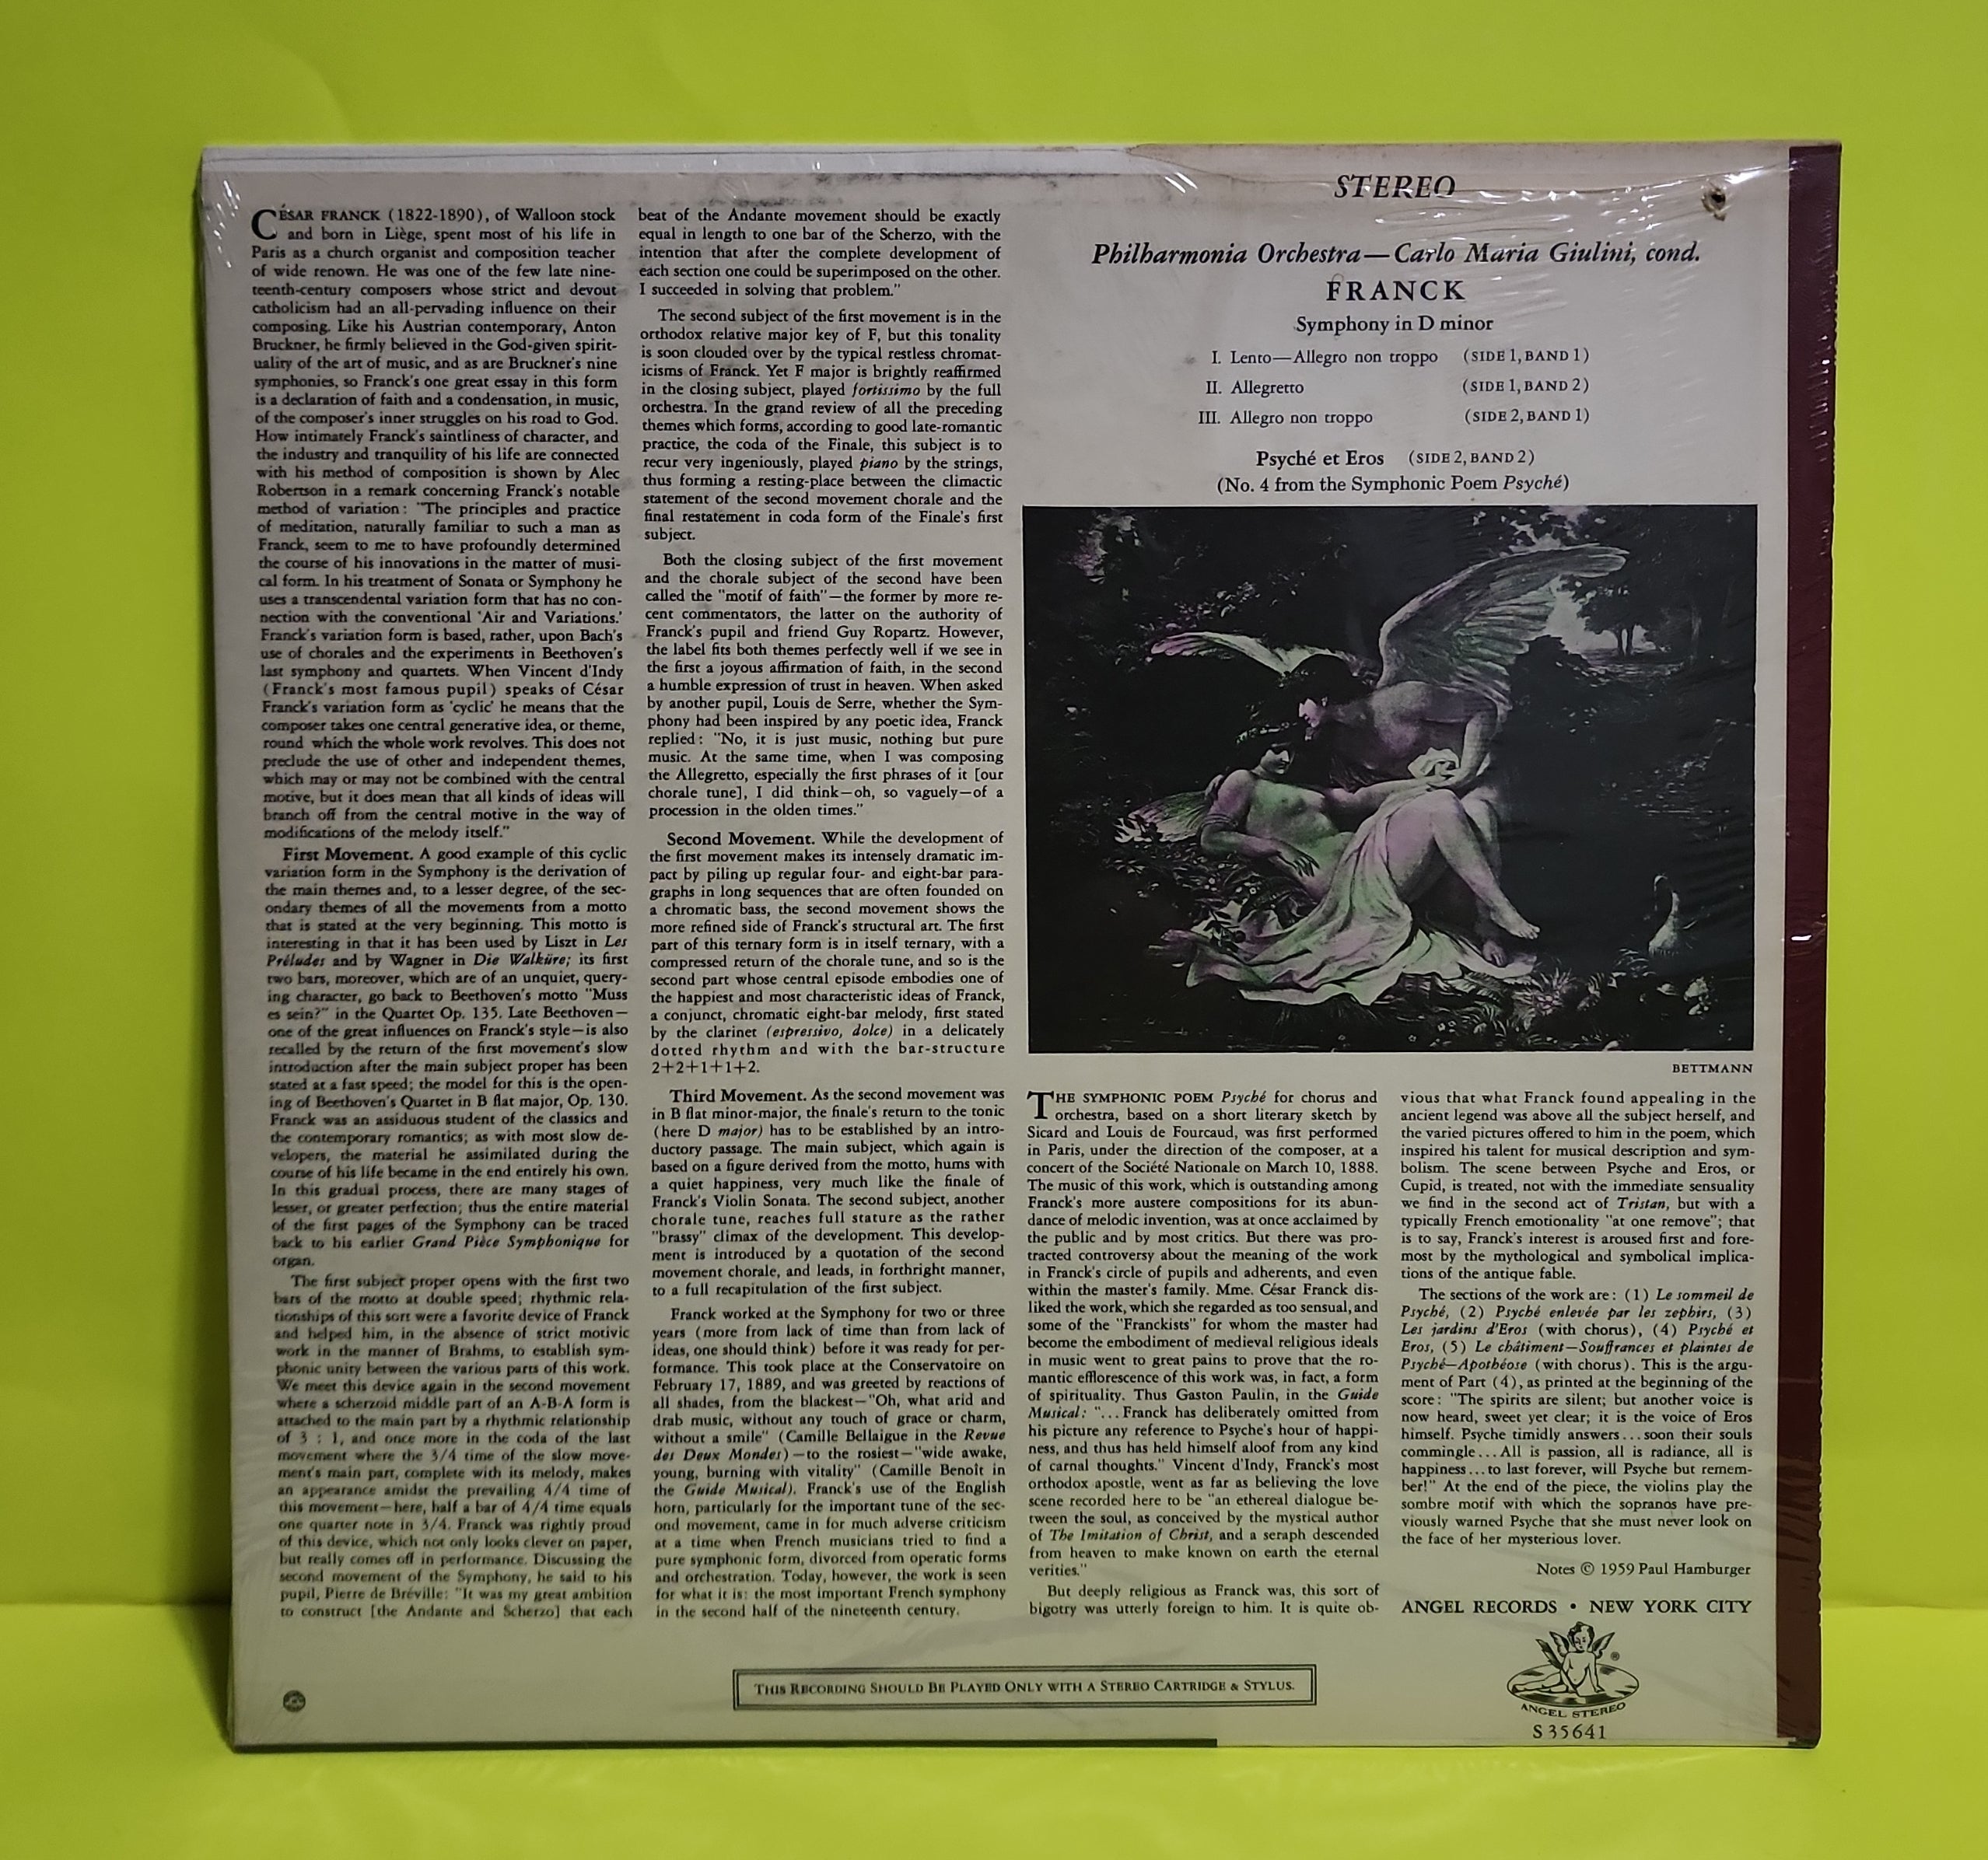 CÉSAR FRANCK (1822-1890), of Walloon stock
and born in Liège, spent most of his life in
Paris as a church organist and composition teacher
of wide renown. He was one of the few late nine-
teenth-century composers whose strict and devout
catholicism had an all-pervading influence on their
composing. Like his Austrian contemporary, Anton
Bruckner, he firmly believed in the God-given spirit-
uality of the art of music, and as are Bruckner's nine
symphonies, so Franck's one great essay in this form
is a declaration of faith and a condensation, in music,
of the composer's inner struggles on his road to God.
How intimately Franck's saintliness of character, and
the industry and tranquility of his life are connected
with his method of composition is shown by Alec
Robertson in a remark concerning Franck's notable
method of variation: "The principles and practice
of meditation, naturally familiar to such a man as
Franck, seem to me to have profoundly determined
the course of his innovations in the matter of musi-
cal form. In his treatment of Sonata or Symphony he
uses a transcendental variation form that has no con-
nection with the conventional 'Air and Variations.'
Franck's variation form is based, rather, upon Bach's
use of chorales and the experiments in Beethoven's
last symphony and quartets. When Vincent d'Indy
(Franck's most famous pupil) speaks of César
Franck's variation form as 'cyclic' he means that the
composer takes one central generative idea, or theme,
round which the whole work revolves. This does not
preclude the use of other and independent themes,
which may or may not be combined with the central
motive, but it does mean that all kinds of ideas will
branch off from the central motive in the way of
modifications of the melody itself."
First Movement. A good example of this cyclic
variation form in the Symphony is the derivation of
the main themes and, to a lesser degree, of the sec-
ondary themes of all the movements from a motto
that is stated at the very beginning. This motto is
interesting in that it has been used by Liszt in Les
Préludes and by Wagner in Die Walküre; its first
two bars, moreover, which are of an unquiet, query-
ing character, go back to Beethoven's motto "Muss
es sein?" in the Quartet Op. 135. Late Beethoven—
one of the great influences on Franck's style—is also
recalled by the return of the first movement's slow
introduction after the main subject proper has been
stated at a fast speed; the model for this is the open-
ing of Beethoven's Quartet in B flat major, Op. 130.
Franck was an assiduous student of the classics and
the contemporary romantics; as with most slow de-
velopers, the material he assimilated during the
course of his life became in the end entirely his own.
In this gradual process, there are many stages of
lesser, or greater perfection; thus the entire material
of the first pages of the Symphony can be traced
back to his earlier Grand Pièce Symphonique for
organ.
The first subject proper opens with the first two
bars of the motto at double speed; rhythmic rela-
tionships of this sort were a favorite device of Franck
and helped him, in the absence of strict motivic
work in the manner of Brahms, to establish sym-
phonic unity between the various parts of this work.
We meet this device again in the second movement
where a scherzoid middle part of an A-B-A form is
attached to the main part by a rhythmic relationship
of 3 : 1, and once more in the coda of the last
movement where the 3/4 time of the slow move-
ment's main part, complete with its melody, makes
an appearance amidst the prevailing 4/4 time of
this movement—here, half a bar of 4/4 time equals
one quarter note in 3/4. Franck was rightly proud
of this device, which not only looks clever on paper,
but really comes off in performance. Discussing the
second movement of the Symphony, he said to his
pupil, Pierre de Bréville: "It was my great ambition
to construct [the Andante and Scherzo] that each
beat of the Andante movement should be exactly
equal in length to one bar of the Scherzo, with the
intention that after the complete development of
each section one could be superimposed on the other.
I succeeded in solving that problem."
The second subject of the first movement is in the
orthodox relative major key of F, but this tonality
is soon clouded over by the typical restless chromat-
icisms of Franck. Yet F major is brightly reaffirmed
in the closing subject, played fortissimo by the full
orchestra. In the grand review of all the preceding
themes which forms, according to good late-romantic
practice, the coda of the Finale, this subject is to
recur very ingeniously, played piano by the strings,
thus forming a resting-place between the climactic
statement of the second movement chorale and the
final restatement in coda form of the Finale's first
subject.
Both the closing subject of the first movement
and the chorale subject of the second have been
called the "motif of faith"—the former by more re-
cent commentators, the latter on the authority of
Franck's pupil and friend Guy Ropartz. However,
the label fits both themes perfectly well if we see in
the first a joyous affirmation of faith, in the second
a humble expression of trust in heaven. When asked
by another pupil, Louis de Serre, whether the Sym-
phony had been inspired by any poetic idea, Franck
replied: "No, it is just music, nothing but pure
music. At the same time, when I was composing
the Allegretto, especially the first phrases of it [our
chorale tune], I did think—oh, so vaguely—of a
procession in the olden times."
Second Movement. While the development of
the first movement makes its intensely dramatic im-
pact by piling up regular four- and eight-bar para-
graphs in long sequences that are often founded on
a chromatic bass, the second movement shows the
more refined side of Franck's structural art. The first
part of this ternary form is in itself ternary, with a
compressed return of the chorale tune, and so is the
second part whose central episode embodies one of
the happiest and most characteristic ideas of Franck,
a conjunct, chromatic eight-bar melody, first stated
by the clarinet (espressivo, dolce) in a delicately
dotted rhythm and with the bar-structure
2+2+1+1+2.
Third Movement. As the second movement was
in B flat minor-major, the finale's return to the tonic
(here D major) has to be established by an intro-
ductory passage. The main subject, which again is
based on a figure derived from the motto, hums with
a quiet happiness, very much like the finale of
Franck's Violin Sonata. The second subject, another
chorale tune, reaches full stature as the rather
"brassy" climax of the development. This develop-
ment is introduced by a quotation of the second
movement chorale, and leads, in forthright manner,
to a full recapitulation of the first subject.
Franck worked at the Symphony for two or three
years (more from lack of time than from lack of
ideas, one should think) before it was ready for per-
formance. This took place at the Conservatoire on
February 17, 1889, and was greeted by reactions of
all shades, from the blackest—"Oh, what arid and
drab music, without any touch of grace or charm,
without a smile" (Camille Bellaigue in the Revue
des Deux Mondes)—to the rosiest—"wide awake,
young, burning with vitality" (Camille Benoît in
the Guide Musical). Franck's use of the English
horn, particularly for the important tune of the sec-
ond movement, came in for much adverse criticism
at a time when French musicians tried to find a
pure symphonic form, divorced from operatic forms
and orchestration. Today, however, the work is seen
for what it is: the most important French symphony
in the second half of the nineteenth century.
STEREO
Philharmonia Orchestra—Carlo Maria Giulini, cond.
FRANCK
Symphony in D minor
I. Lento—Allegro non troppo (SIDE 1, BAND 1)
II. Allegretto (SIDE 1, BAND 2)
III. Allegro non troppo (SIDE 2, BAND 1)
Psyché et Eros (SIDE 2, BAND 2)
(No. 4 from the Symphonic Poem Psyché)
BETTMANN
THE SYMPHONIC POEM Psyché for chorus and
orchestra, based on a short literary sketch by
Sicard and Louis de Fourcaud, was first performed
in Paris, under the direction of the composer, at a
concert of the Société Nationale on March 10, 1888.
The music of this work, which is outstanding among
Franck's more austere compositions for its abun-
dance of melodic invention, was at once acclaimed by
the public and by most critics. But there was pro-
tracted controversy about the meaning of the work
in Franck's circle of pupils and adherents, and even
within the master's family. Mme. César Franck dis-
liked the work, which she regarded as too sensual, and
some of the "Franckists" for whom the master had
become the embodiment of medieval religious ideals
in music went to great pains to prove that the ro-
mantic efflorescence of this work was, in fact, a form
of spirituality. Thus Gaston Paulin, in the Guide
Musical: "...Franck has deliberately omitted from
his picture any reference to Psyche's hour of happi-
ness, and thus has held himself aloof from any kind
of carnal thoughts." Vincent d'Indy, Franck's most
orthodox apostle, went as far as believing the love
scene recorded here to be "an ethereal dialogue be-
tween the soul, as conceived by the mystical author
of The Imitation of Christ, and a seraph descended
from heaven to make known on earth the eternal
verities."
But deeply religious as Franck was, this sort of
bigotry was utterly foreign to him. It is quite ob-
vious that what Franck found appealing in the
ancient legend was above all the subject herself, and
the varied pictures offered to him in the poem, which
inspired his talent for musical description and sym-
bolism. The scene between Psyche and Eros, or
Cupid, is treated, not with the immediate sensuality
we find in the second act of Tristan, but with a
typically French emotionality "at one remove"; that
is to say, Franck's interest is aroused first and fore-
most by the mythological and symbolical implica-
tions of the antique fable.
The sections of the work are: (1) Le sommeil de
Psyché, (2) Psyché enlevée par les zephirs, (3)
Les jardins d'Eros (with chorus), (4) Psyché et
Eros, (5) Le châtiment—Souffrances et plaintes de
Psyché—Apothéose (with chorus). This is the argu-
ment of Part (4), as printed at the beginning of the
score: "The spirits are silent; but another voice is
now heard, sweet yet clear; it is the voice of Eros
himself. Psyche timidly answers...soon their souls
commingle...All is passion, all is radiance, all is
happiness...to last forever, will Psyche but remem-
ber!" At the end of the piece, the violins play the
sombre motif with which the sopranos have pre-
viously warned Psyche that she must never look on
the face of her mysterious lover.
Notes © 1959 Paul Hamburger
ANGEL RECORDS • NEW YORK CITY
®
ANGEL STEREO
S 35641
THIS RECORDING SHOULD BE PLAYED ONLY WITH A STEREO CARTRIDGE & STYLUS.